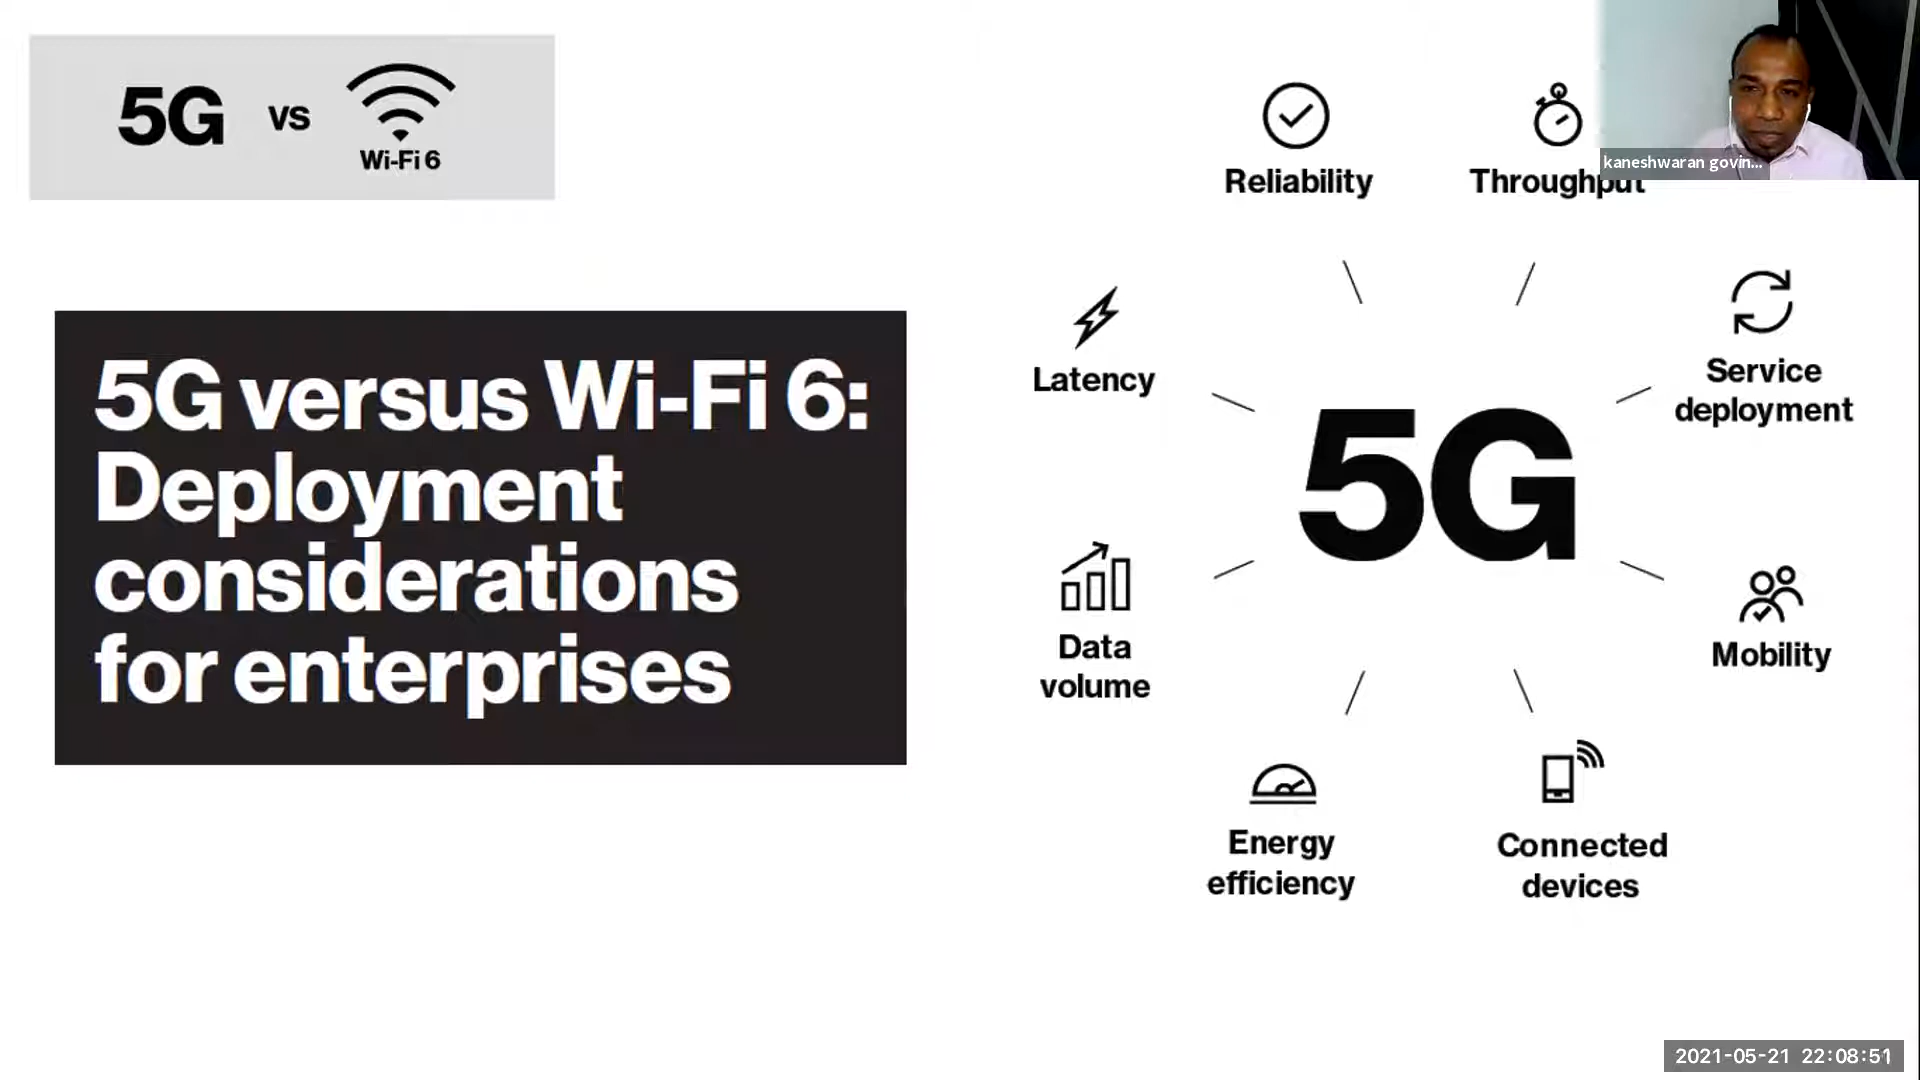 5G vs
Wi-Fi 6
5G versus Wi-Fi 6:
Deployment
considerations
for enterprises
Reliability
Throughput
kaneshwaran govin...
Latency
Service
deployment
5G
Data
volume
Mobility
Energy
efficiency
Connected
devices
2021-05-21 22:08:51